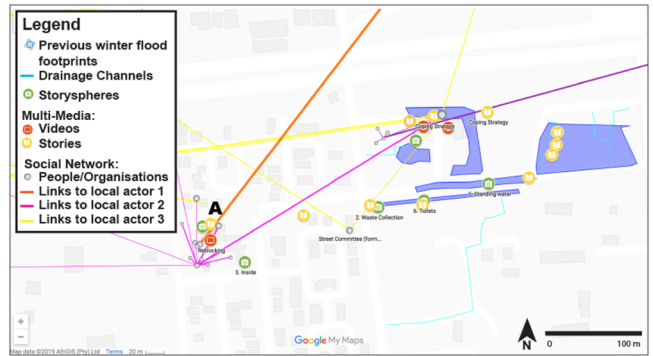 Legend
Previous winter flood
footprints
Drainage Channels
Storyspheres
Multi-Media:
Videos
Stories
Social Network:
People/Organisations
Links to local actor 1
Links to local actor 2
Links to local actor 3
Coping Strategy
Coping Strategy
5. Standing water
2. Waste Collection
6. Toilets
A
Street Committee (form...
Reblocking
3. Inside
+
−
Google My Maps
Map data ©2019 AfriGIS (Pty) Ltd Terms 20 m
N
0 100 m